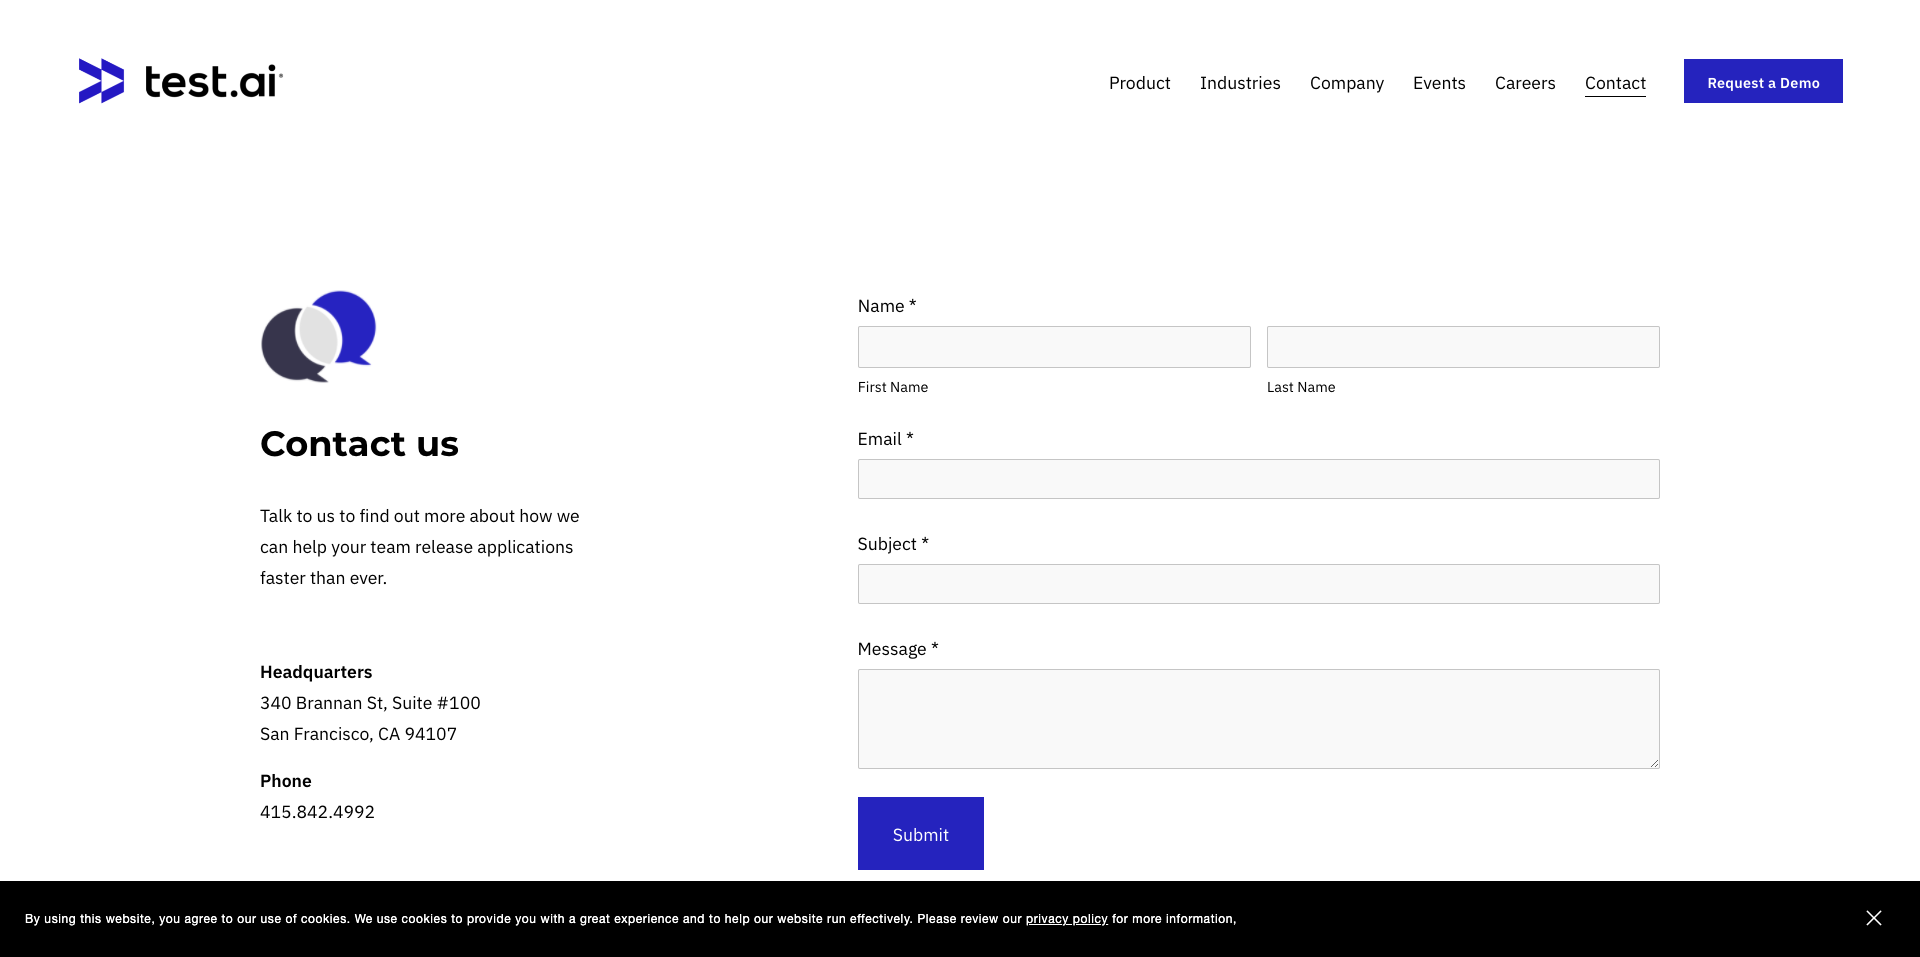 test.ai
Product
Industries
Company
Events
Careers
Contact
Request a Demo
Contact us
Talk to us to find out more about how we
can help your team release applications
faster than ever.
Headquarters
340 Brannan St, Suite #100
San Francisco, CA 94107
Phone
415.842.4992
Name *
First Name
Last Name
Email *
Subject *
Message *
Submit
By using this website, you agree to our use of cookies. We use cookies to provide you with a great experience and to help our website run effectively. Please review our privacy policy for more information,